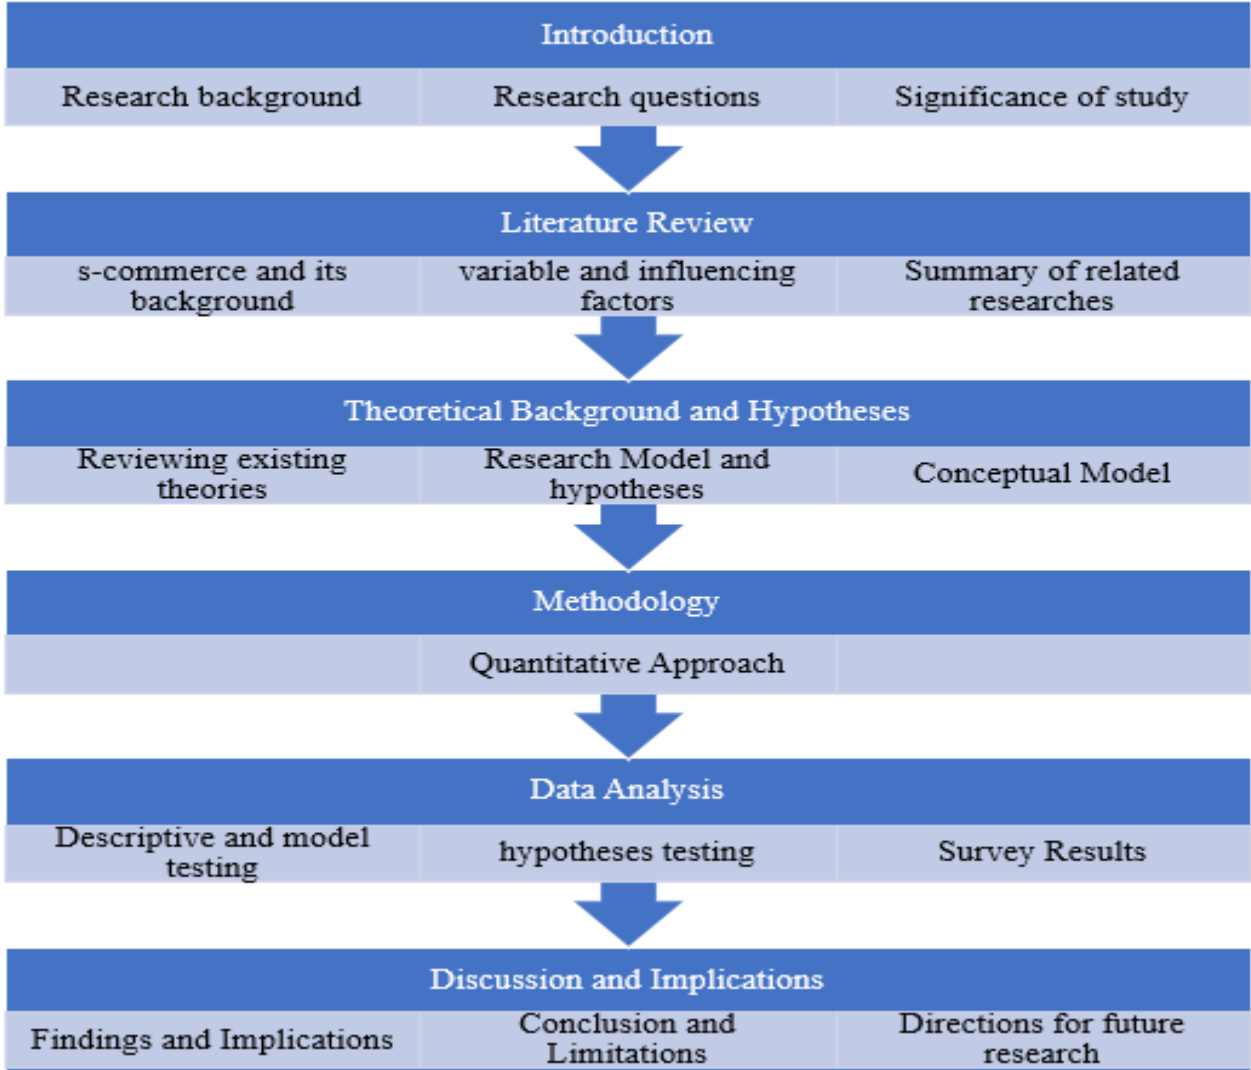 Introduction
Research background
Research questions
Significance of study
Literature Review
s-commerce and its
background
variable and influencing
factors
Summary of related
researches
Theoretical Background and Hypotheses
Reviewing existing
theories
Research Model and
hypotheses
Conceptual Model
Methodology
Quantitative Approach
Data Analysis
Descriptive and model
testing
hypotheses testing
Survey Results
Discussion and Implications
Findings and Implications
Conclusion and
Limitations
Directions for future
research